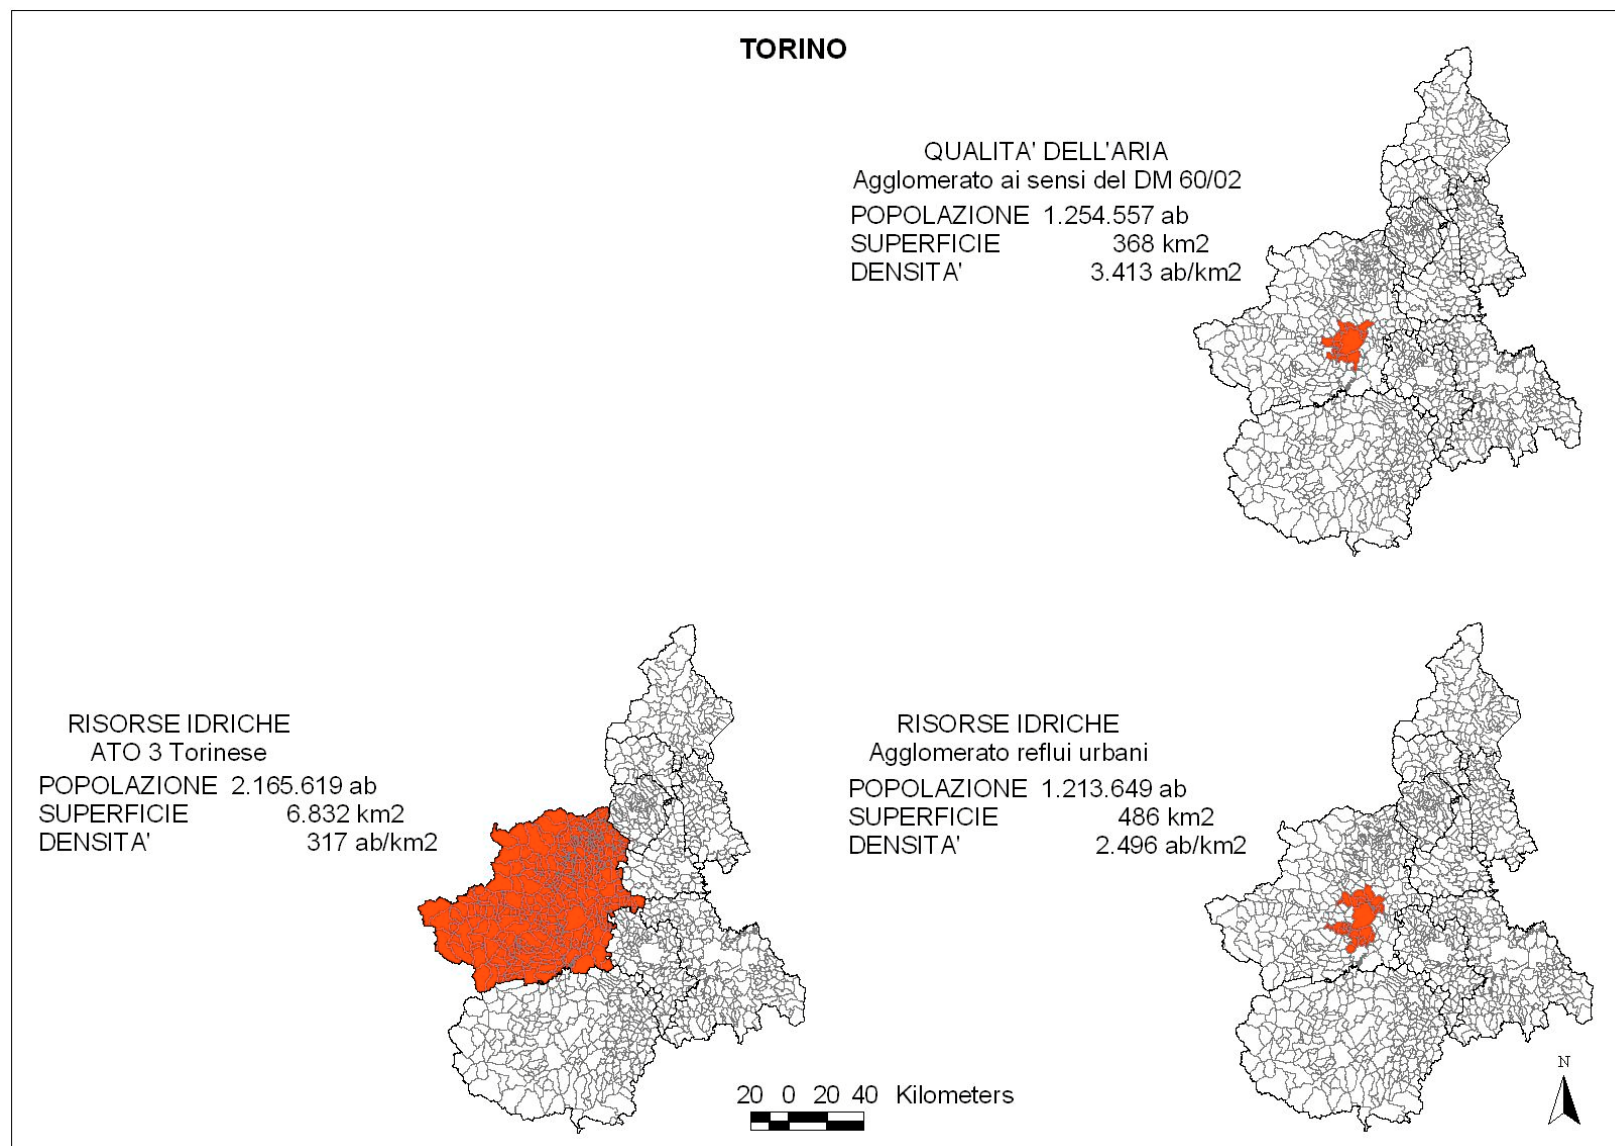 TORINO
QUALITA' DELL'ARIA
Agglomerato ai sensi del DM 60/02
POPOLAZIONE 1.254.557 ab
SUPERFICIE 368 km2
DENSITA' 3.413 ab/km2
RISORSE IDRICHE
ATO 3 Torinese
POPOLAZIONE 2.165.619 ab
SUPERFICIE 6.832 km2
DENSITA' 317 ab/km2
RISORSE IDRICHE
Agglomerato reflui urbani
POPOLAZIONE 1.213.649 ab
SUPERFICIE 486 km2
DENSITA' 2.496 ab/km2
20 0 20 40 Kilometers
N